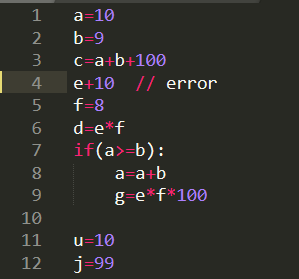 1 a=10
2 b=9
3 c=a+b+100
4 e+10 // error
5 f=8
6 d=e*f
7 if(a>=b):
8 a=a+b
9 g=e*f*100
10
11 u=10
12 j=99